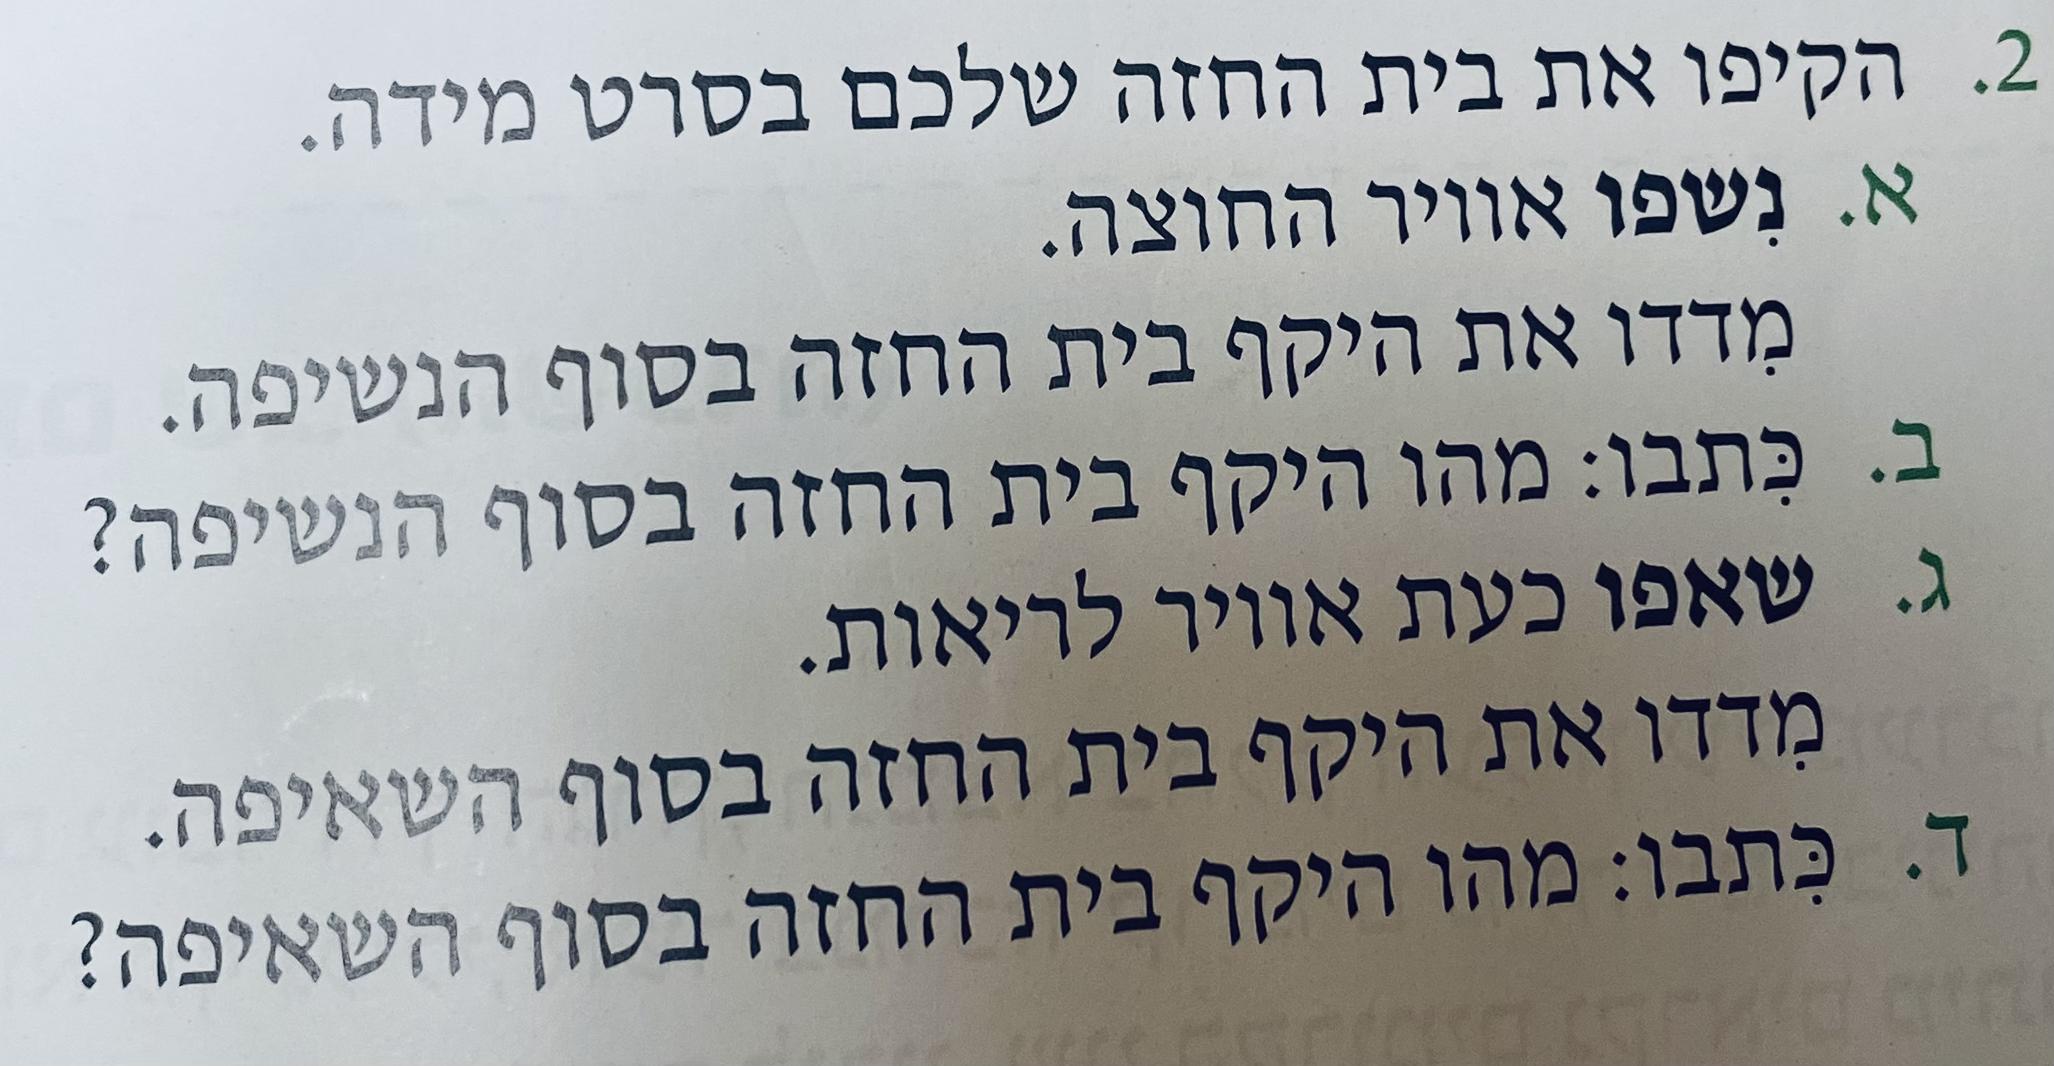 2. הקיפו את בית החזה שלכם בסרט מידה.
א. נִשפו אוויר החוצה.
מִדדו את היקף בית החזה בסוף הנשיפה.
ב. כִּתבו: מהו היקף בית החזה בסוף הנשיפה?
ג. שאפו כעת אוויר לריאות.
מִדדו את היקף בית החזה בסוף השאיפה.
ד. כִּתבו: מהו היקף בית החזה בסוף השאיפה?